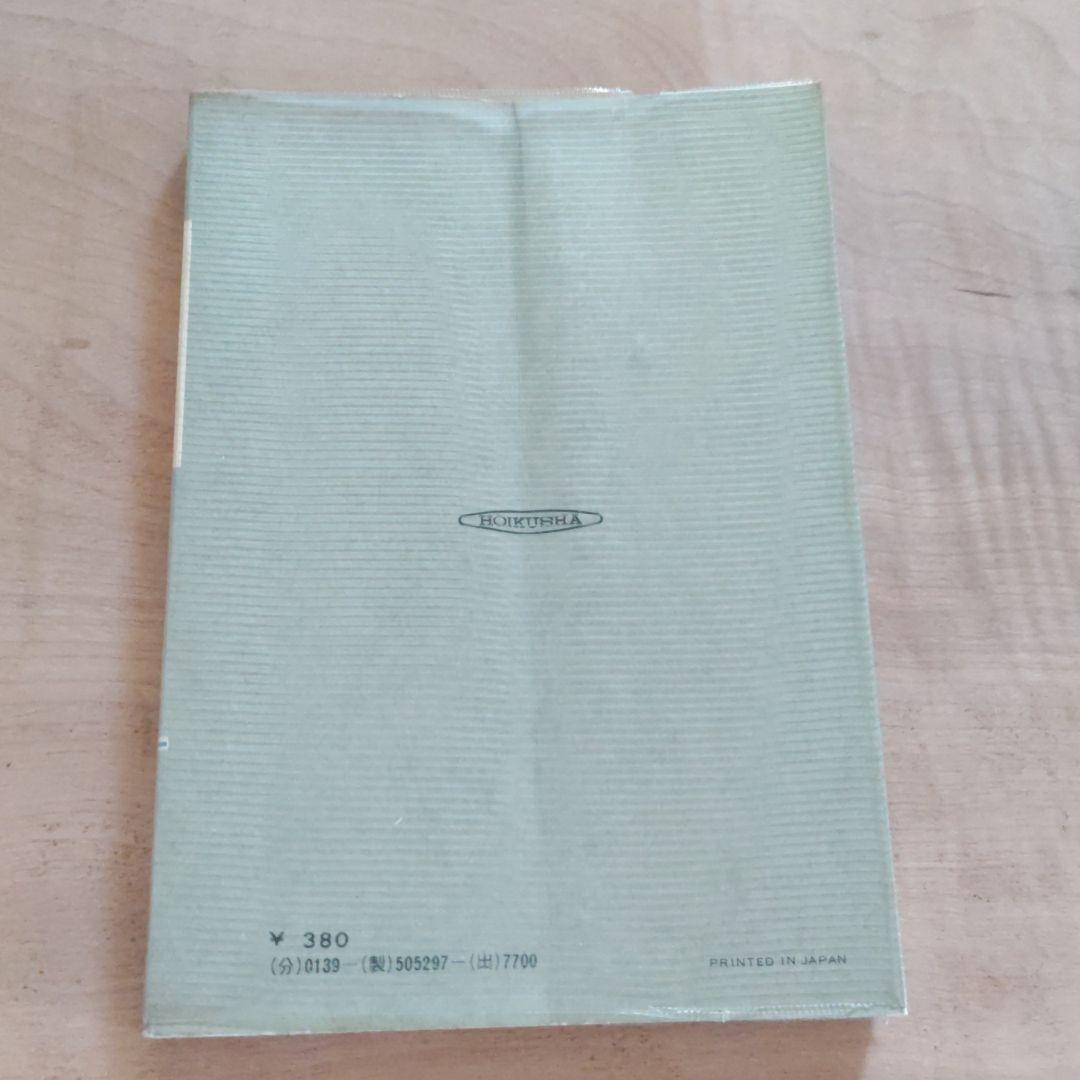 HOIKUSHA
¥ 380
(分)0139－(製)505297－(出)7700
PRINTED IN JAPAN